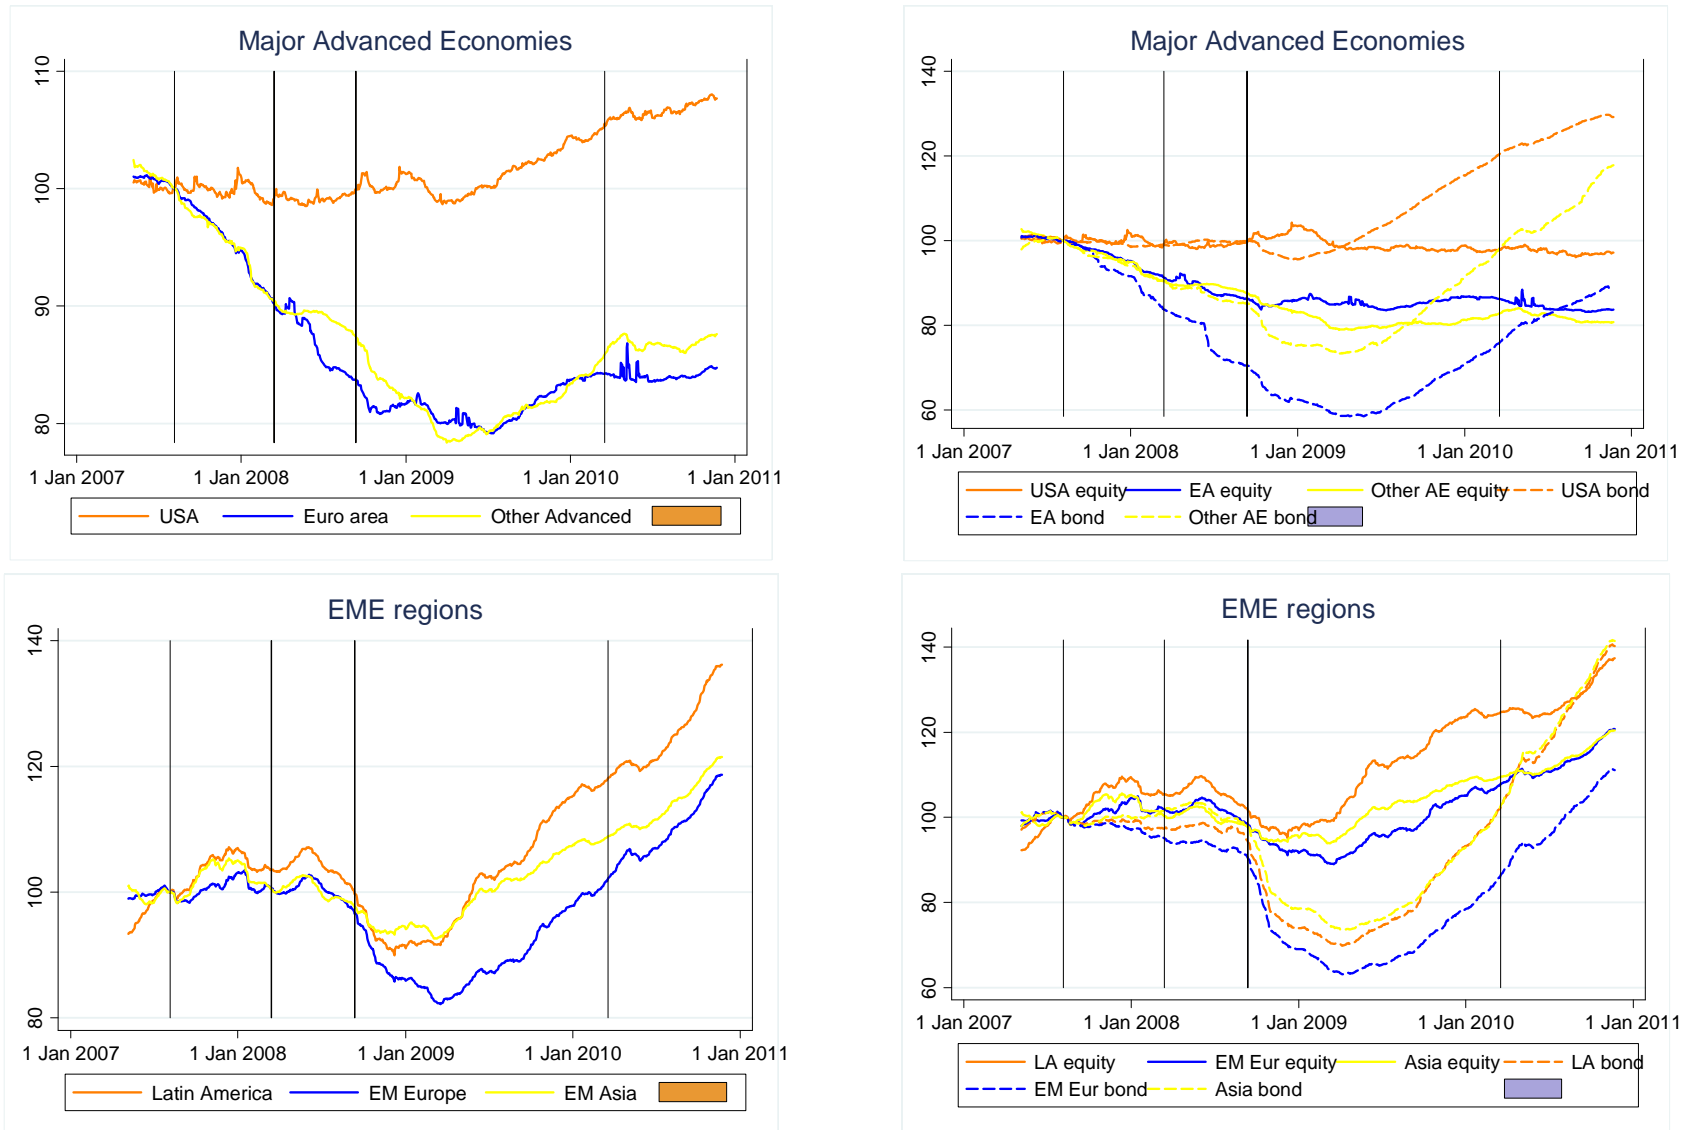 Major Advanced Economies
110
100
90
80
1 Jan 2007 1 Jan 2008 1 Jan 2009 1 Jan 2010 1 Jan 2011
USA Euro area Other Advanced
Major Advanced Economies
140
120
100
80
60
1 Jan 2007 1 Jan 2008 1 Jan 2009 1 Jan 2010 1 Jan 2011
USA equity EA equity Other AE equity USA bond
EA bond Other AE bond
EME regions
140
120
100
80
1 Jan 2007 1 Jan 2008 1 Jan 2009 1 Jan 2010 1 Jan 2011
Latin America EM Europe EM Asia
EME regions
140
120
100
80
60
1 Jan 2007 1 Jan 2008 1 Jan 2009 1 Jan 2010 1 Jan 2011
LA equity EM Eur equity Asia equity LA bond
EM Eur bond Asia bond